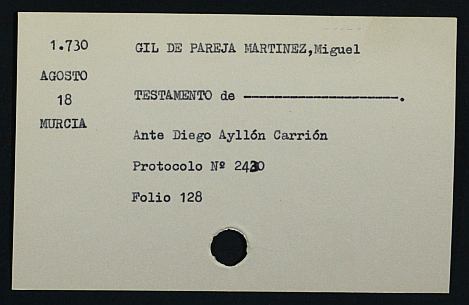 1.730 GIL DE PAREJA MARTINEZ,Miguel
AGOSTO
18 TESTAMENTO de --------------------.
MURCIA
Ante Diego Ayllón Carrión
Protocolo Nº
Folio 128